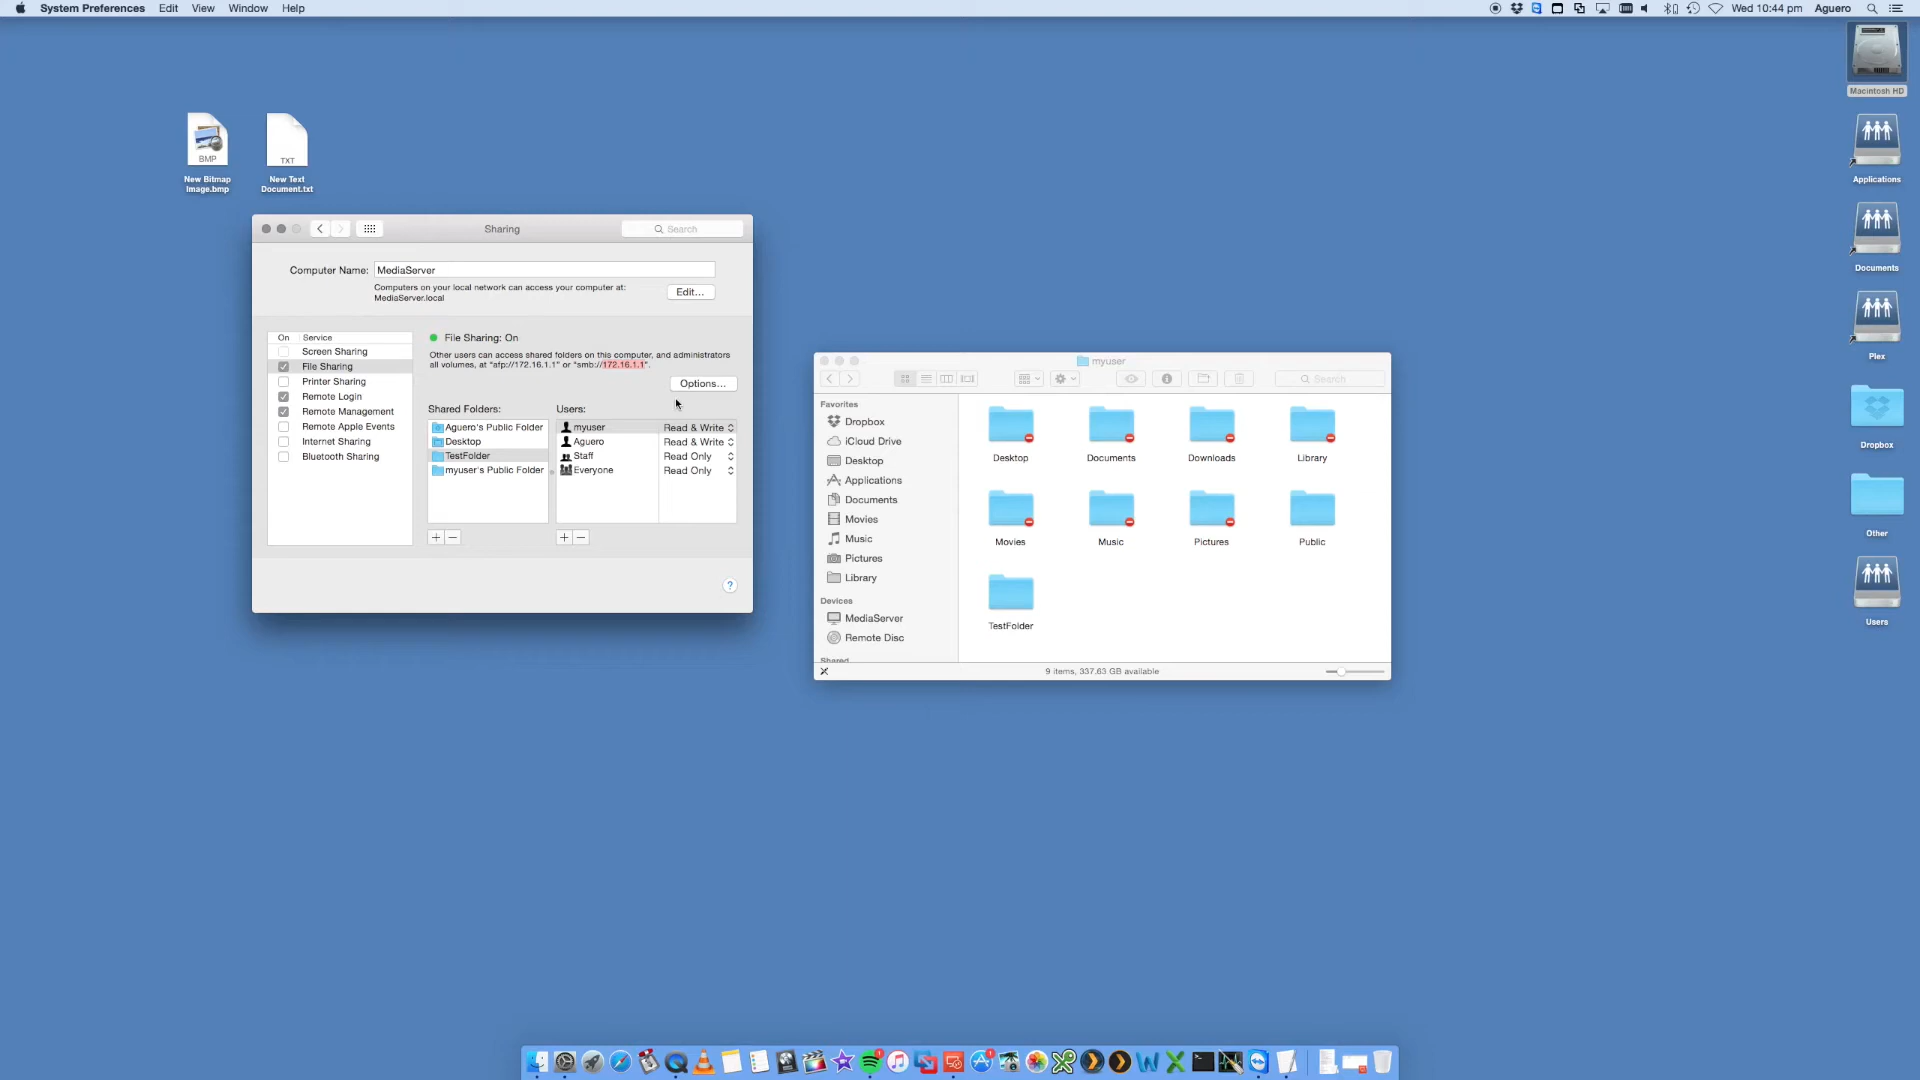 System Preferences Edit View Window Help
Wed 10:44 pm Aguero
Macintosh HD
Applications
Documents
Plex
Dropbox
Other
Users
BMP
New Bitmap
Image.bmp
TXT
New Text
Document.txt
Sharing
Search
Computer Name: MediaServer
Computers on your local network can access your computer at:
MediaServer.local
Edit...
On Service
Screen Sharing
File Sharing
Printer Sharing
Remote Login
Remote Management
Remote Apple Events
Internet Sharing
Bluetooth Sharing
File Sharing: On
Other users can access shared folders on this computer, and administrators
all volumes, at "afp://172.16.1.1" or "smb://172.16.1.1".
Options...
Shared Folders:
Aguero's Public Folder
Desktop
TestFolder
myuser's Public Folder
Users:
myuser Read & Write
Aguero Read & Write
Staff Read Only
Everyone Read Only
+ −
+ −
?
myuser
Search
Favorites
Dropbox
iCloud Drive
Desktop
Applications
Documents
Movies
Music
Pictures
Library
Devices
MediaServer
Remote Disc
Shared
Desktop Documents Downloads Library
Movies Music Pictures Public
TestFolder
9 items, 337.63 GB available